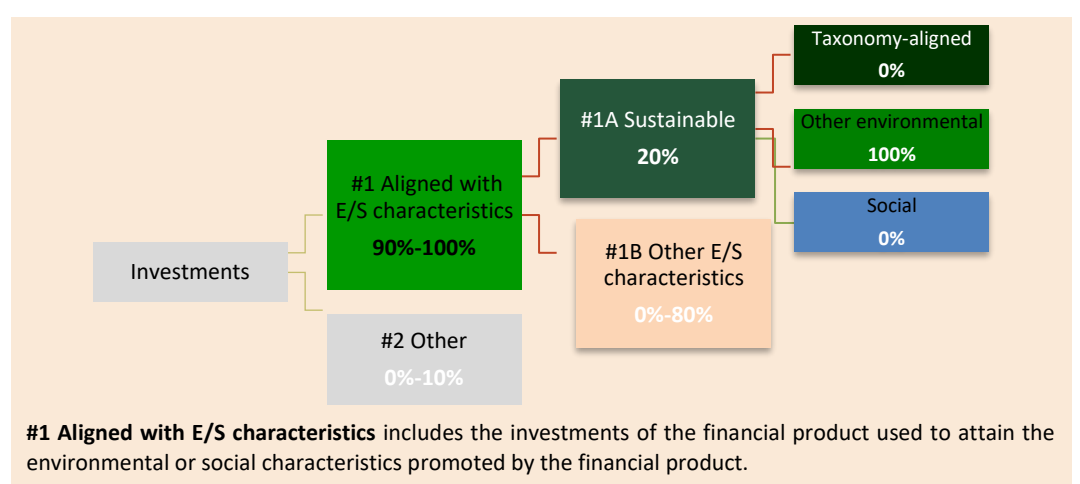 Taxonomy-aligned
0%
#1A Sustainable
20%
Other environmental
100%
#1 Aligned with
E/S characteristics
90%-100%
Social
0%
#1B Other E/S
characteristics
0%-80%
Investments
#2 Other
0%-10%
#1 Aligned with E/S characteristics includes the investments of the financial product used to attain the
environmental or social characteristics promoted by the financial product.